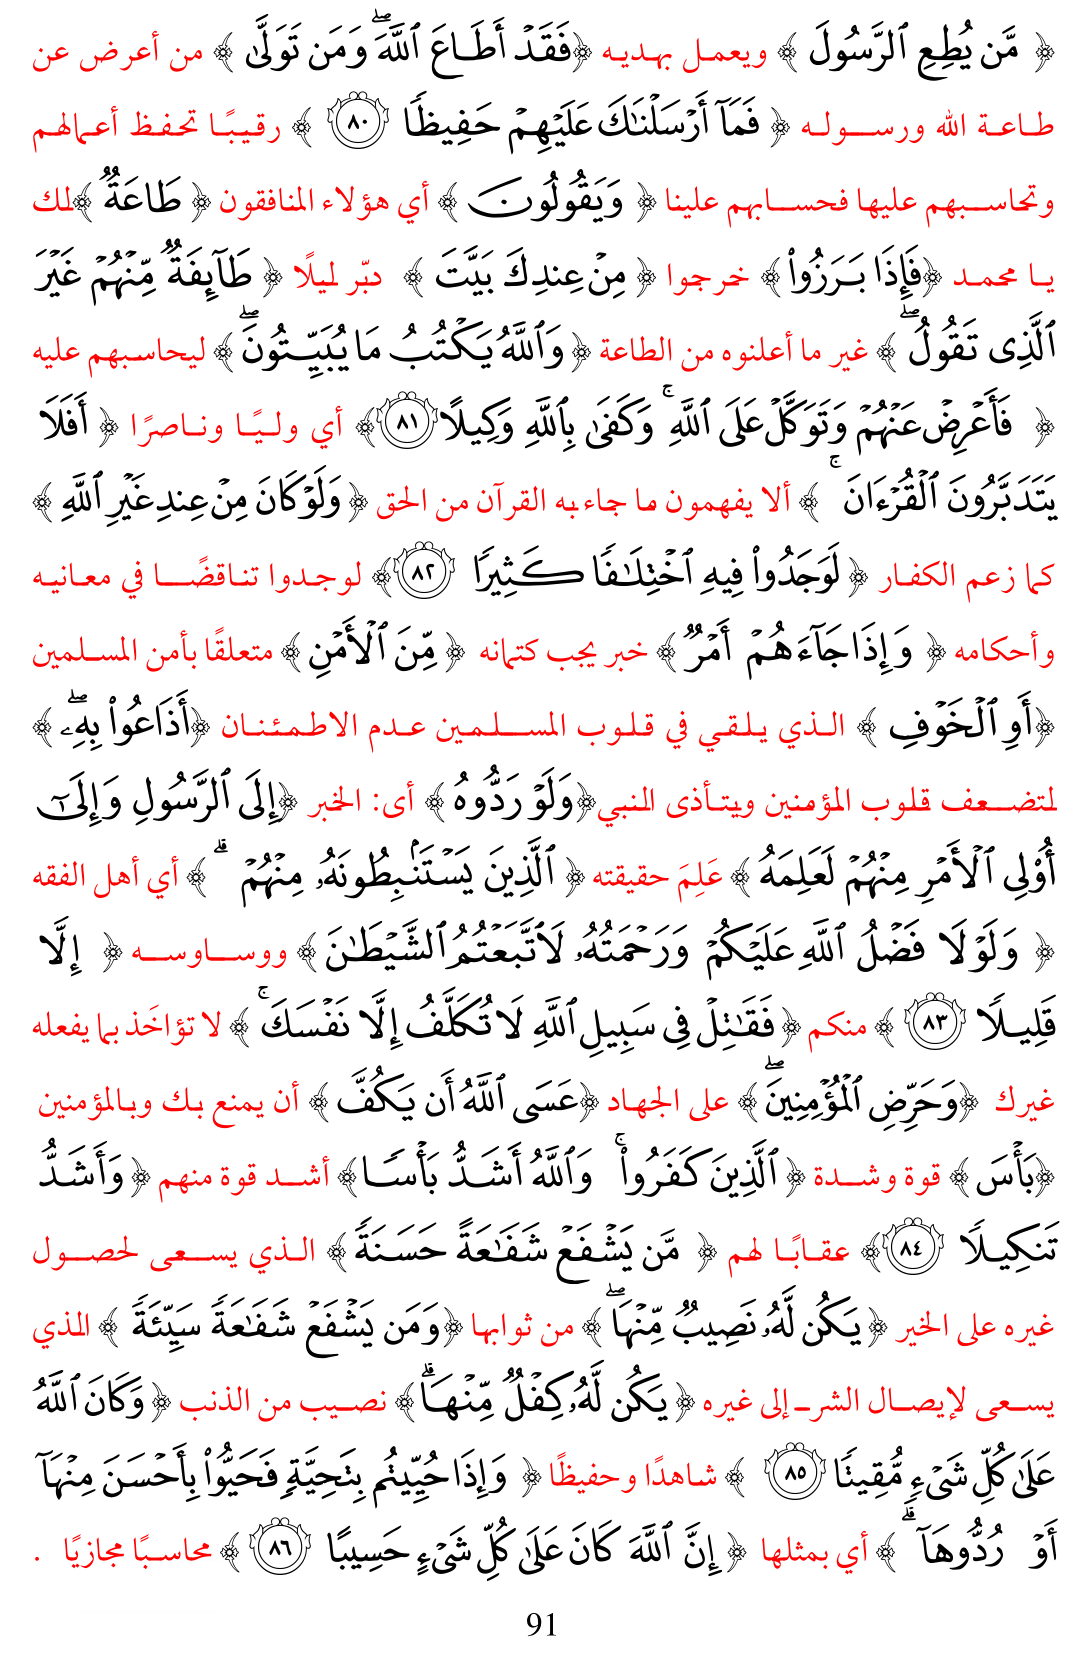 ﴿ مَّن يُطِعِ ٱلرَّسُولَ ﴾ ويعمل بهديه ﴿فَقَدۡ أَطَاعَ ٱللَّهَۖ وَمَن تَوَلَّىٰ ﴾ من أعرض عن
طاعة الله ورسوله ﴿ فَمَآ أَرۡسَلۡنَٰكَ عَلَيۡهِمۡ حَفِيظٗا ٨٠ ﴾ رقيبًا تحفظ أعمالهم
وتحاسبهم عليها فحسابهم علينا ﴿ وَيَقُولُونَ ﴾ أي هؤلاء المنافقون ﴿ طَاعَةٞ ﴾لك
يا محمد ﴿فَإِذَا بَرَزُواْ﴾ خرجوا ﴿ مِنۡ عِندِكَ بَيَّتَ ﴾ دبّر ليلًا ﴿ طَآئِفَةٞ مِّنۡهُمۡ غَيۡرَ
ٱلَّذِي تَقُولُۖ ﴾ غير ما أعلنوه من الطاعة ﴿ وَٱللَّهُ يَكۡتُبُ مَا يُبَيِّتُونَۖ ﴾ ليحاسبهم عليه
﴿ فَأَعۡرِضۡ عَنۡهُمۡ وَتَوَكَّلۡ عَلَى ٱللَّهِۚ وَكَفَىٰ بِٱللَّهِ وَكِيلًا ٨١ ﴾ أي وليًا وناصرًا ﴿ أَفَلَا
يَتَدَبَّرُونَ ٱلۡقُرۡءَانَۚ ﴾ ألا يفهمون ما جاء به القرآن من الحق ﴿ وَلَوۡ كَانَ مِنۡ عِندِ غَيۡرِ ٱللَّهِ ﴾
كما زعم الكفار ﴿ لَوَجَدُواْ فِيهِ ٱخۡتِلَٰفٗا كَثِيرٗا ٨٢ ﴾ لوجدوا تناقضًا في معانيه
وأحكامه ﴿ وَإِذَا جَآءَهُمۡ أَمۡرٞ ﴾ خبر يجب كتمانه ﴿ مِّنَ ٱلۡأَمۡنِ ﴾ متعلقًا بأمن المسلمين
﴿أَوِ ٱلۡخَوۡفِ ﴾ الذي يلقي في قلوب المسلمين عدم الاطمئنان ﴿أَذَاعُواْ بِهِۦۖ ﴾
لتضعف قلوب المؤمنين ويتأذى النبي﴿وَلَوۡ رَدُّوهُ ﴾ أى: الخبر ﴿إِلَى ٱلرَّسُولِ وَإِلَىٰٓ
أُوْلِي ٱلۡأَمۡرِ مِنۡهُمۡ لَعَلِمَهُ ﴾ عَلِمَ حقيقته ﴿ ٱلَّذِينَ يَسۡتَنۢبِطُونَهُۥ مِنۡهُمۡۗ ﴾ أي أهل الفقه
﴿ وَلَوۡلَا فَضۡلُ ٱللَّهِ عَلَيۡكُمۡ وَرَحۡمَتُهُۥ لَٱتَّبَعۡتُمُ ٱلشَّيۡطَٰنَ ﴾ ووساوسه ﴿ إِلَّا
قَلِيلٗا ٨٣ ﴾ منكم ﴿فَقَٰتِلۡ فِي سَبِيلِ ٱللَّهِ لَا تُكَلَّفُ إِلَّا نَفۡسَكَۚ ﴾ لا تؤاخَذ بما يفعله
غيرك ﴿وَحَرِّضِ ٱلۡمُؤۡمِنِينَۖ ﴾ على الجهاد ﴿عَسَى ٱللَّهُ أَن يَكُفَّ ﴾ أن يمنع بك وبالمؤمنين
﴿بَأۡسَ ﴾ قوة وشدة ﴿ ٱلَّذِينَ كَفَرُواْۚ وَٱللَّهُ أَشَدُّ بَأۡسٗا﴾ أشد قوة منهم ﴿ وَأَشَدُّ
تَنكِيلٗا ٨٤ ﴾ عقابًا لهم ﴿ مَّن يَشۡفَعۡ شَفَٰعَةً حَسَنَةٗ ﴾ الذي يسعى لحصول
غيره على الخير ﴿ يَكُن لَّهُۥ نَصِيبٞ مِّنۡهَاۖ ﴾ من ثوابها ﴿وَمَن يَشۡفَعۡ شَفَٰعَةٗ سَيِّئَةٗ ﴾ الذي
يسعى لإيصال الشر إلى غيره ﴿ يَكُن لَّهُۥ كِفۡلٞ مِّنۡهَاۗ ﴾ نصيب من الذنب ﴿ وَكَانَ ٱللَّهُ
عَلَىٰ كُلِّ شَيۡءٖ مُّقِيتٗا ٨٥ ﴾ شاهدًا وحفيظًا ﴿ وَإِذَا حُيِّيتُم بِتَحِيَّةٖ فَحَيُّواْ بِأَحۡسَنَ مِنۡهَآ
أَوۡ رُدُّوهَآۗ ﴾ أي بمثلها ﴿ إِنَّ ٱللَّهَ كَانَ عَلَىٰ كُلِّ شَيۡءٍ حَسِيبًا ٨٦ ﴾ محاسبًا مجازيًا .
91